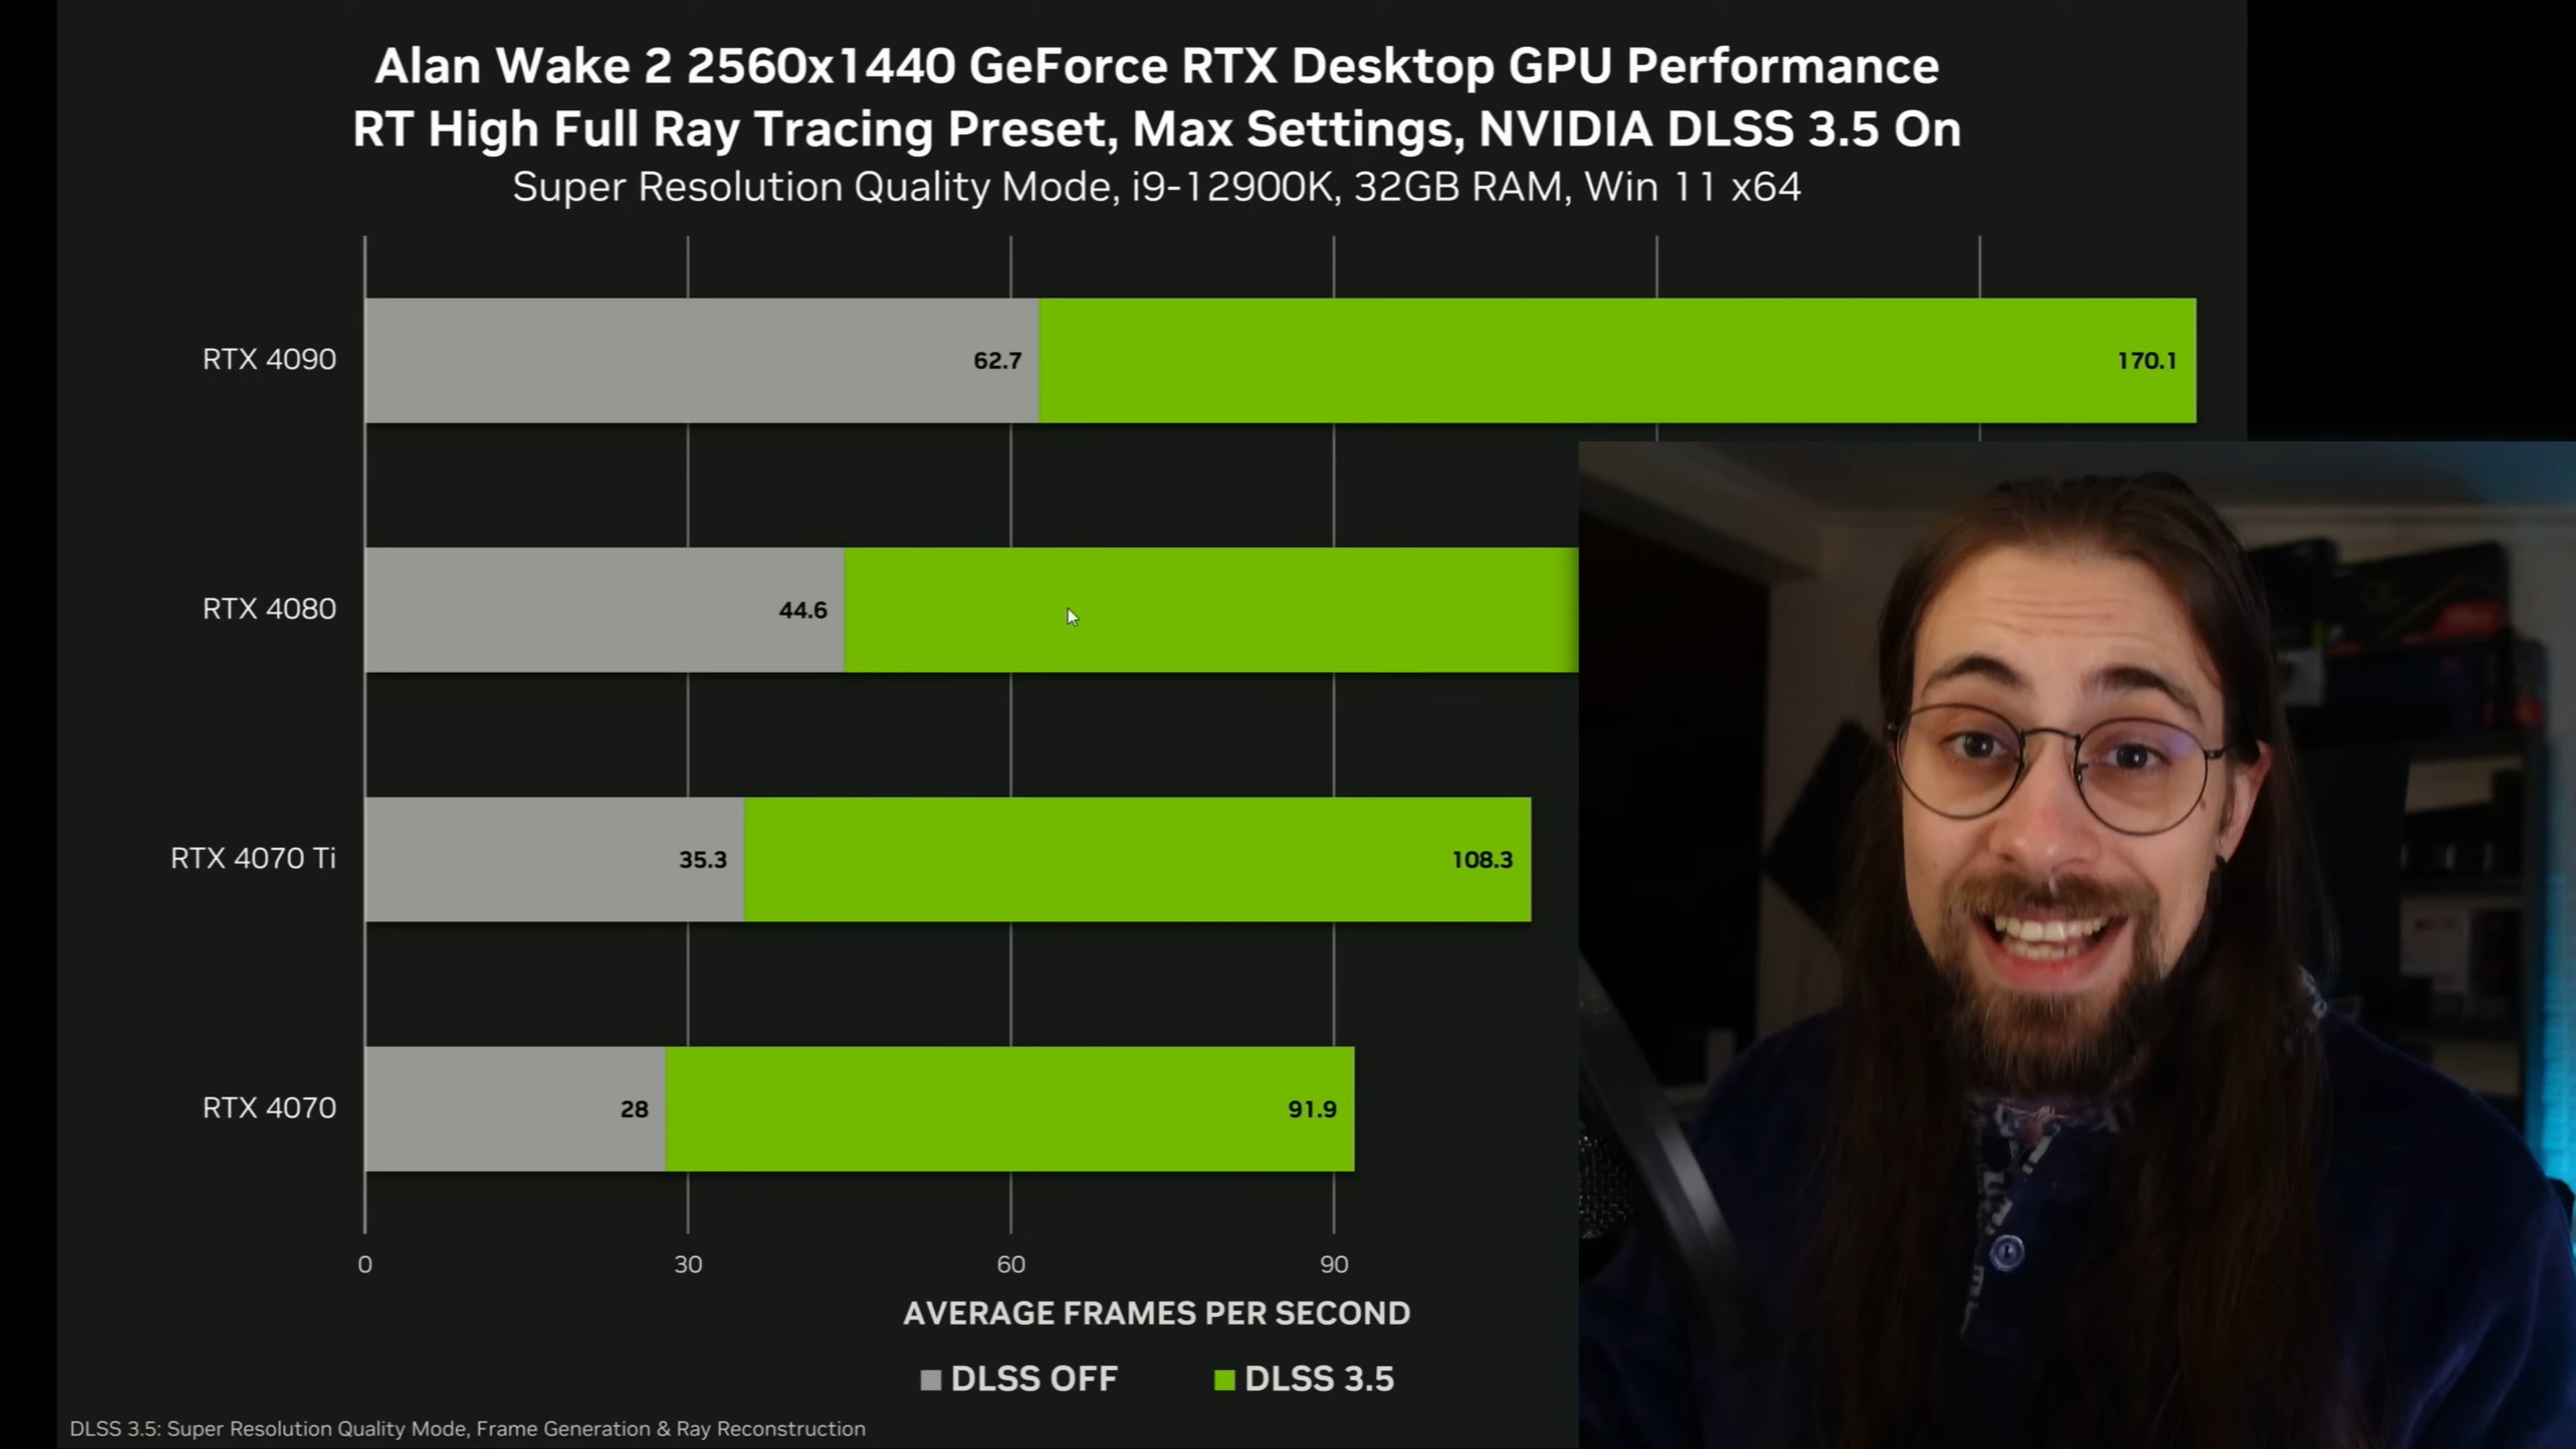 Alan Wake 2 2560x1440 GeForce RTX Desktop GPU Performance
RT High Full Ray Tracing Preset, Max Settings, NVIDIA DLSS 3.5 On
Super Resolution Quality Mode, i9-12900K, 32GB RAM, Win 11 x64
RTX 4090
62.7
170.1
RTX 4080
44.6
RTX 4070 Ti
35.3
108.3
RTX 4070
28
91.9
0 30 60 90
AVERAGE FRAMES PER SECOND
DLSS OFF DLSS 3.5
DLSS 3.5: Super Resolution Quality Mode, Frame Generation & Ray Reconstruction